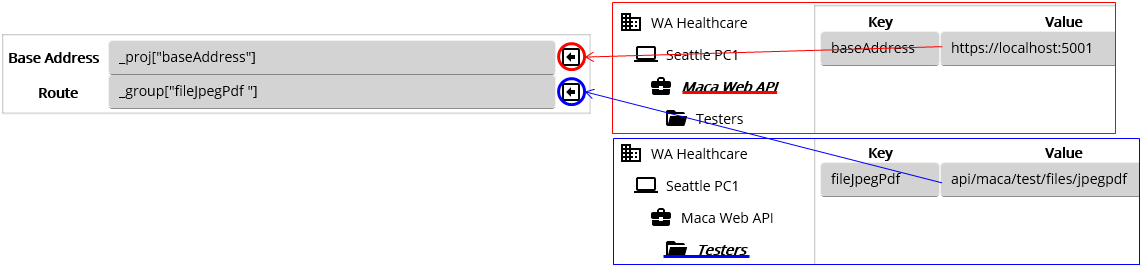 Base Address _proj["baseAddress"]
Route _group["fileJpegPdf "]
WA Healthcare
Seattle PC1
Maca Web API
Testers
Key Value
baseAddress https://localhost:5001
WA Healthcare
Seattle PC1
Maca Web API
Testers
Key Value
fileJpegPdf api/maca/test/files/jpegpdf